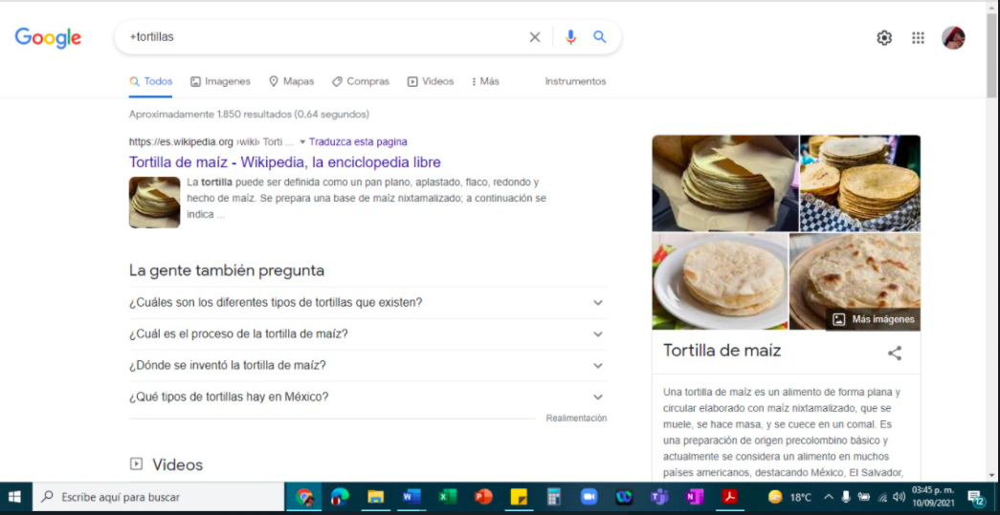 Google
+tortillas
Todos Imagenes Mapas Compras Videos Más Instrumentos
Aproximadamente 1.850 resultados (0,64 segundos)
https://es.wikipedia.org ›wiki› Torti ... Traduzca esta pagina
Tortilla de maíz - Wikipedia, la enciclopedia libre
La tortilla puede ser definida como un pan plano, aplastado, flaco, redondo y
hecho de maíz. Se prepara una base de maíz nixtamalizado; a continuación se
indica ...
La gente también pregunta
¿Cuáles son los diferentes tipos de tortillas que existen?
¿Cuál es el proceso de la tortilla de maíz?
¿Dónde se inventó la tortilla de maíz?
¿Qué tipos de tortillas hay en México?
Realimentación
Videos
Más imágenes
Tortilla de maíz
Una tortilla de maíz es un alimento de forma plana y
circular elaborado con maíz nixtamalizado, que se
muele, se hace masa, y se cuece en un comal. Es
una preparación de origen precolombino básico y
actualmente se considera un alimento en muchos
países americanos, destacando México, El Salvador,
Escribe aquí para buscar
18°C
03:45 p. m.
10/09/2021
12